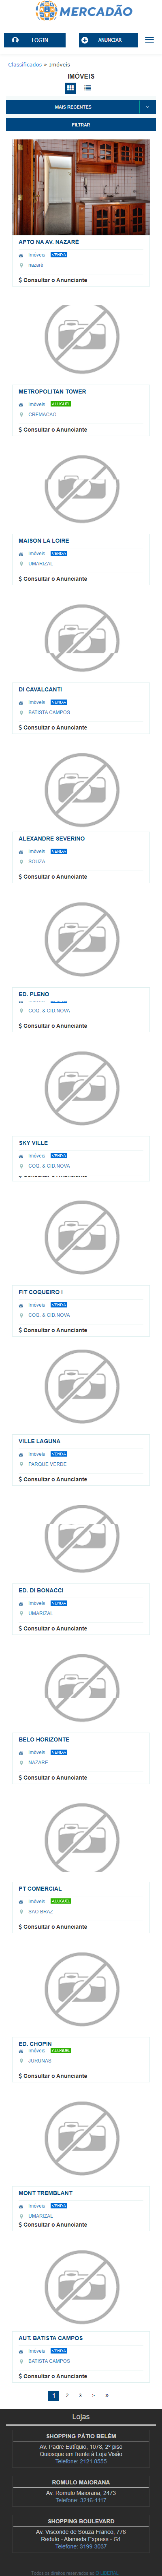 MERCADÃO
LOGIN
ANUNCIAR
Classificados » Imóveis
IMÓVEIS
MAIS RECENTES
FILTRAR
APTO NA AV. NAZARÉ
Imóveis VENDA
nazaré
$ Consultar o Anunciante
METROPOLITAN TOWER
Imóveis ALUGUEL
CREMACAO
$ Consultar o Anunciante
MAISON LA LOIRE
Imóveis VENDA
UMARIZAL
$ Consultar o Anunciante
DI CAVALCANTI
Imóveis VENDA
BATISTA CAMPOS
$ Consultar o Anunciante
ALEXANDRE SEVERINO
Imóveis VENDA
SOUZA
$ Consultar o Anunciante
ED. PLENO
COQ. & CID.NOVA
$ Consultar o Anunciante
SKY VILLE
Imóveis VENDA
COQ. & CID.NOVA
$ Consultar o Anunciante
FIT COQUEIRO I
Imóveis VENDA
COQ. & CID.NOVA
$ Consultar o Anunciante
VILLE LAGUNA
Imóveis VENDA
PARQUE VERDE
$ Consultar o Anunciante
ED. DI BONACCI
Imóveis VENDA
UMARIZAL
$ Consultar o Anunciante
BELO HORIZONTE
Imóveis VENDA
NAZARE
$ Consultar o Anunciante
PT COMERCIAL
Imóveis ALUGUEL
SAO BRAZ
$ Consultar o Anunciante
ED. CHOPIN
Imóveis ALUGUEL
JURUNAS
$ Consultar o Anunciante
MONT TREMBLANT
Imóveis VENDA
UMARIZAL
$ Consultar o Anunciante
AUT. BATISTA CAMPOS
Imóveis VENDA
BATISTA CAMPOS
$ Consultar o Anunciante
1 2 3 > »
Lojas
SHOPPING PÁTIO BELÉM
Av. Padre Eutíquio, 1078, 2º piso
Quiosque em frente à Loja Visão
Telefone: 2121.8555
ROMULO MAIORANA
Av. Romulo Maiorana, 2473
Telefone: 3216-1117
SHOPPING BOULEVARD
Av. Visconde de Souza Franco, 776
Reduto - Alameda Express - G1
Telefone: 3199-3037